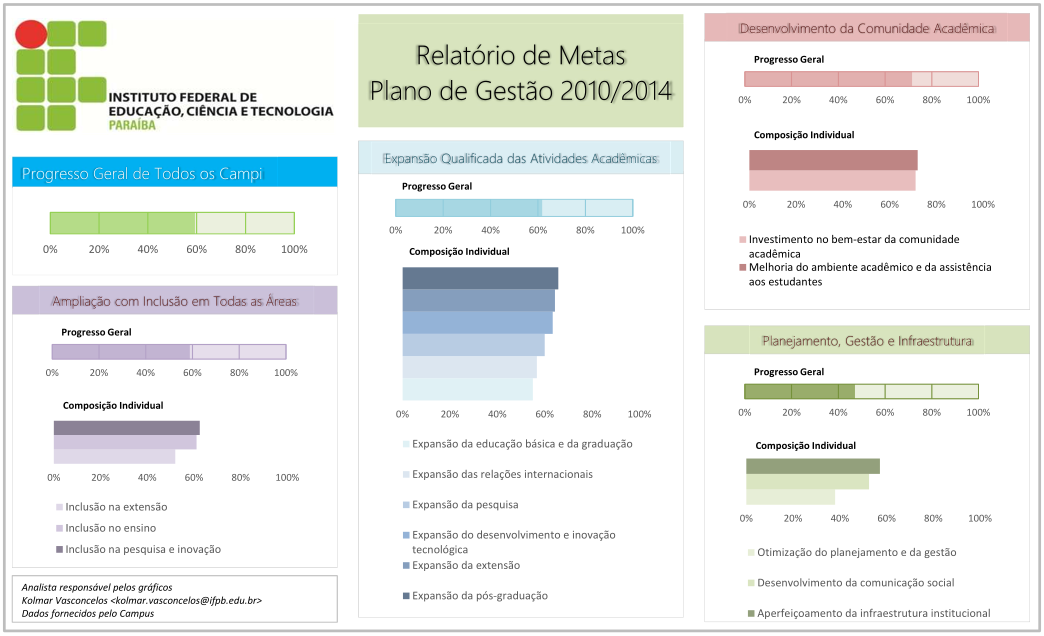 INSTITUTO FEDERAL DE
EDUCAÇÃO, CIÊNCIA E TECNOLOGIA
PARAÍBA
Progresso Geral de Todos os Campi
0% 20% 40% 60% 80% 100%
Ampliação com Inclusão em Todas as Áreas
Progresso Geral
0% 20% 40% 60% 80% 100%
Composição Individual
0% 20% 40% 60% 80% 100%
Inclusão na extensão
Inclusão no ensino
Inclusão na pesquisa e inovação
Analista responsável pelos gráficos
Kolmar Vasconcelos <kolmar.vasconcelos@ifpb.edu.br>
Dados fornecidos pelo Campus
Relatório de Metas
Plano de Gestão 2010/2014
Expansão Qualificada das Atividades Acadêmicas
Progresso Geral
0% 20% 40% 60% 80% 100%
Composição Individual
0% 20% 40% 60% 80% 100%
Expansão da educação básica e da graduação
Expansão das relações internacionais
Expansão da pesquisa
Expansão do desenvolvimento e inovação
tecnológica
Expansão da extensão
Expansão da pós-graduação
Desenvolvimento da Comunidade Acadêmica
Progresso Geral
0% 20% 40% 60% 80% 100%
Composição Individual
0% 20% 40% 60% 80% 100%
Investimento no bem-estar da comunidade
acadêmica
Melhoria do ambiente acadêmico e da assistência
aos estudantes
Planejamento, Gestão e Infraestrutura
Progresso Geral
0% 20% 40% 60% 80% 100%
Composição Individual
0% 20% 40% 60% 80% 100%
Otimização do planejamento e da gestão
Desenvolvimento da comunicação social
Aperfeiçoamento da infraestrutura institucional